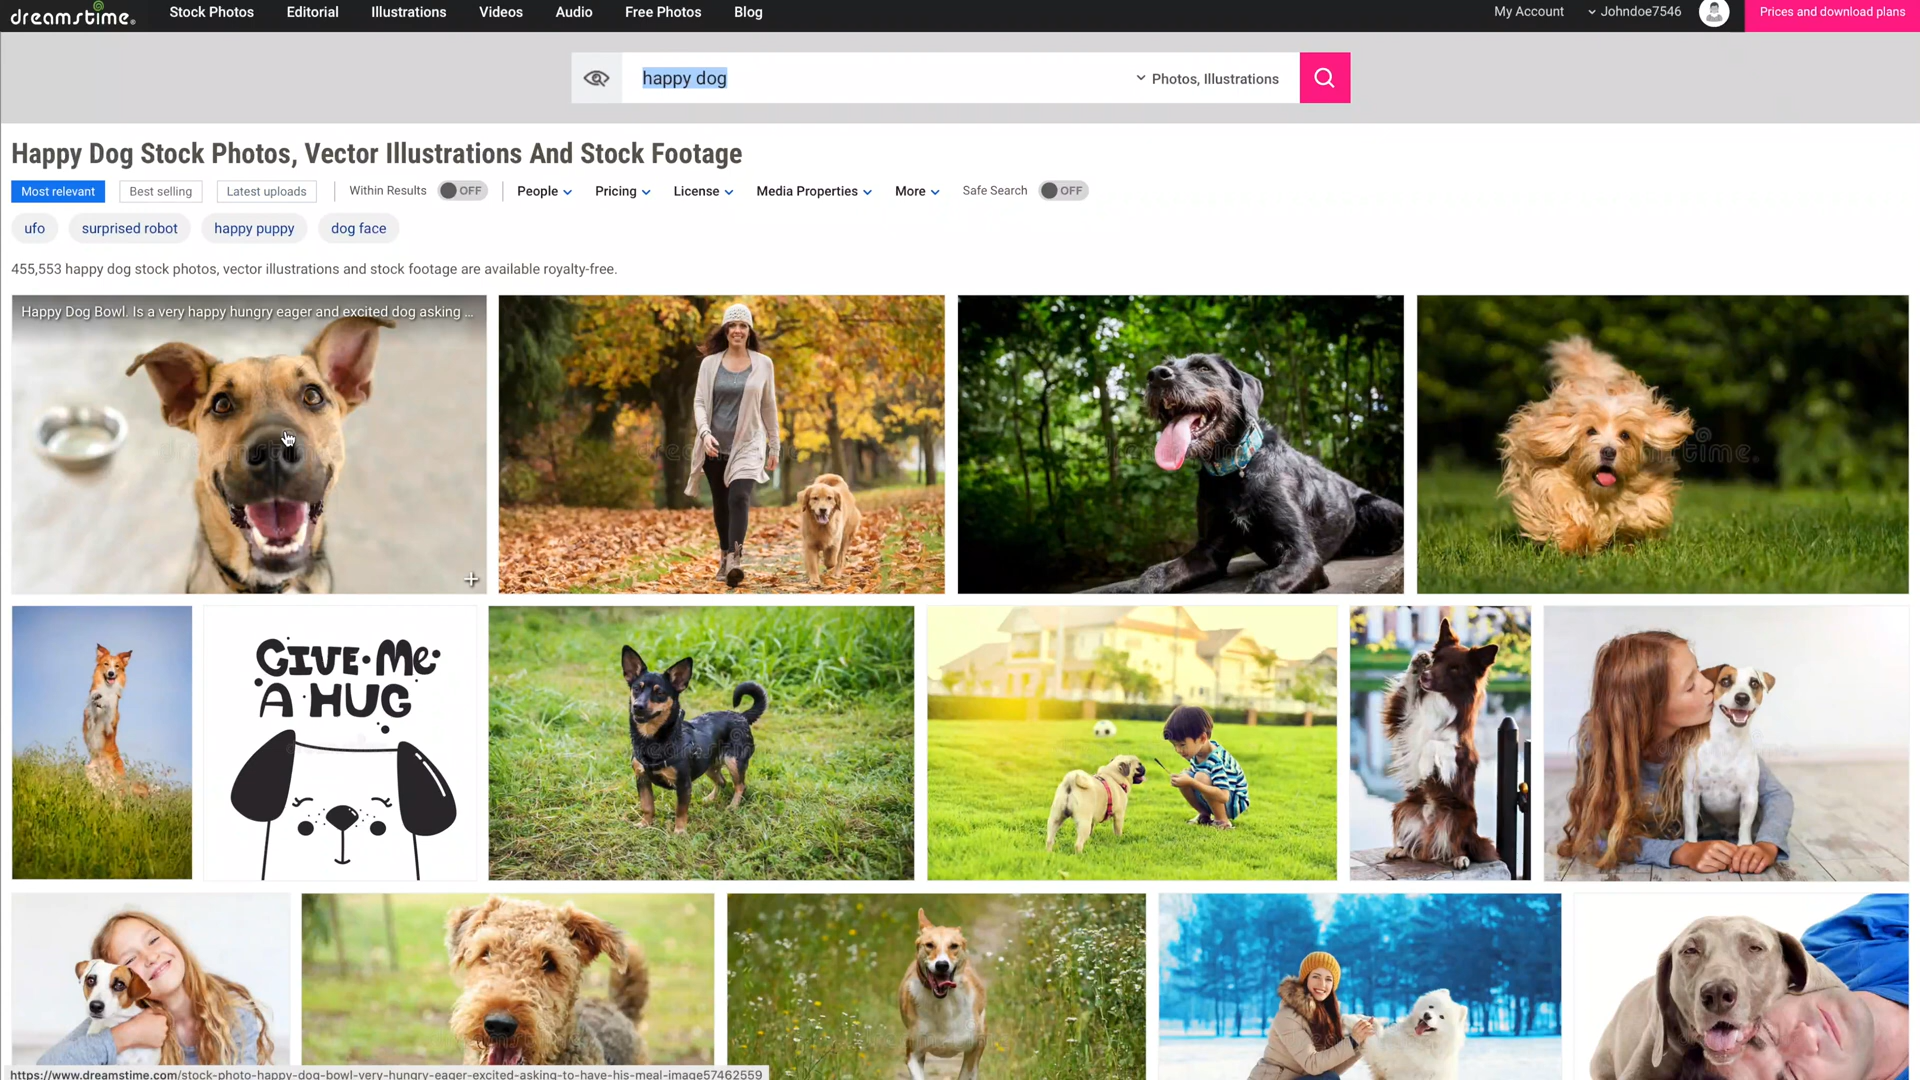 dreamstime®
Stock Photos Editorial Illustrations Videos Audio Free Photos Blog
My Account Johndoe7546 Prices and download plans
happy dog Photos, Illustrations
Happy Dog Stock Photos, Vector Illustrations And Stock Footage
Most relevant Best selling Latest uploads Within Results OFF People Pricing License Media Properties More Safe Search OFF
ufo surprised robot happy puppy dog face
455,553 happy dog stock photos, vector illustrations and stock footage are available royalty-free.
Happy Dog Bowl. Is a very happy hungry eager and excited dog asking ...
GIVE·ME·
A·HUG
https://www.dreamstime.com/stock-photo-happy-dog-bowl-very-hungry-eager-excited-asking-to-have-his-meal-image57462559